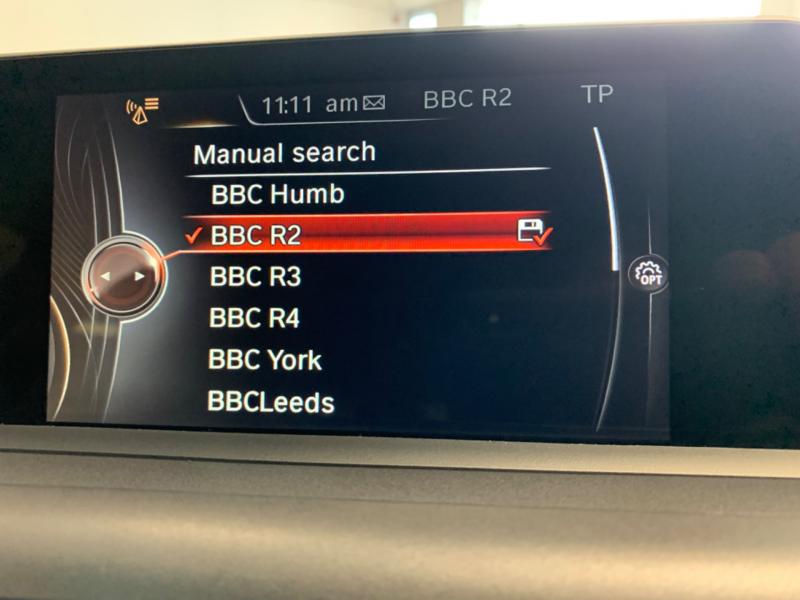 11:11 am BBC R2 TP
Manual search
BBC Humb
BBC R2
BBC R3
OPT
BBC R4
BBC York
BBCLeeds